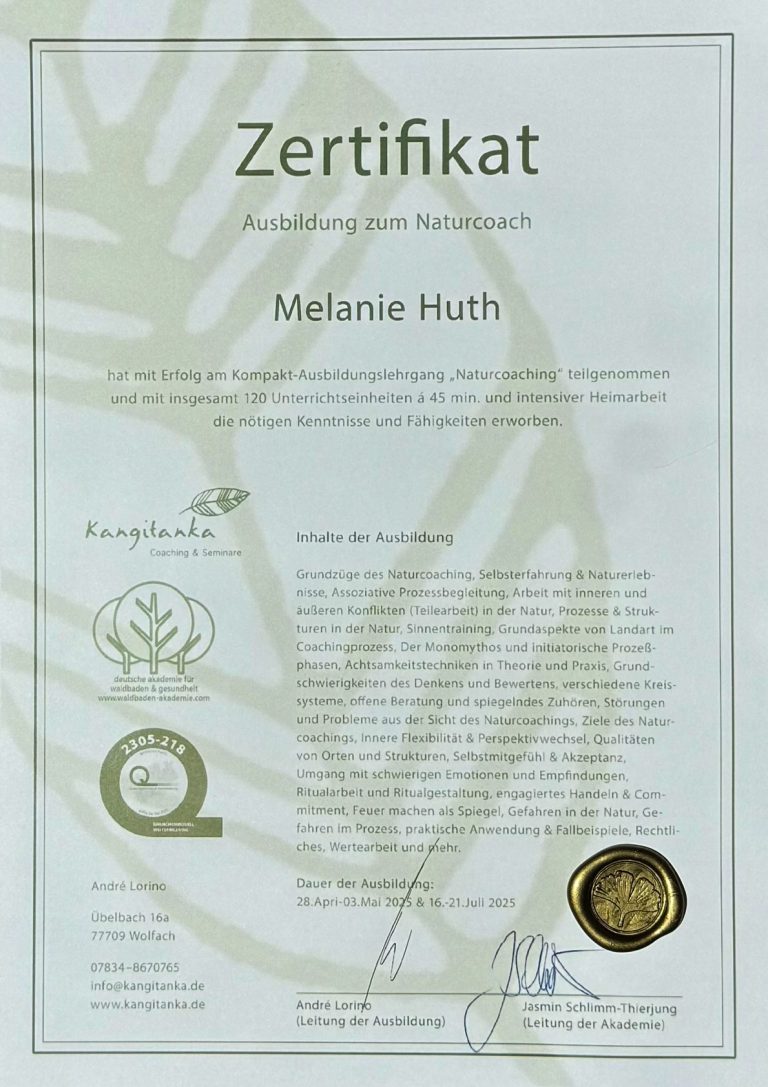 Zertifikat
Ausbildung zum Naturcoach
Melanie Huth
hat mit Erfolg am Kompakt-Ausbildungslehrgang „Naturcoaching“ teilgenommen
und mit insgesamt 120 Unterrichtseinheiten á 45 min. und intensiver Heimarbeit
die nötigen Kenntnisse und Fähigkeiten erworben.
Kangitanka
Coaching & Seminare
deutsche akademie für
waldbaden & gesundheit
www.waldbaden-akademie.com
2305-218
Q
André Lorino
Übelbach 16a
77709 Wolfach
07834–8670765
info@kangitanka.de
www.kangitanka.de
Inhalte der Ausbildung
Grundzüge des Naturcoaching, Selbsterfahrung & Naturerleb-
nisse, Assoziative Prozessbegleitung, Arbeit mit inneren und
äußeren Konflikten (Teilearbeit) in der Natur, Prozesse & Struk-
turen in der Natur, Sinnentraining, Grundaspekte von Landart im
Coachingprozess, Der Monomythos und initiatorische Prozeß-
phasen, Achtsamkeitstechniken in Theorie und Praxis, Grund-
schwierigkeiten des Denkens und Bewertens, verschiedene Kreis-
systeme, offene Beratung und spiegelndes Zuhören, Störungen
und Probleme aus der Sicht des Naturcoachings, Ziele des Natur-
coachings, Innere Flexibilität & Perspektivwechsel, Qualitäten
von Orten und Strukturen, Selbstmitgefühl & Akzeptanz,
Umgang mit schwierigen Emotionen und Empfindungen,
Ritualarbeit und Ritualgestaltung, engagiertes Handeln & Com-
mitment, Feuer machen als Spiegel, Gefahren in der Natur, Ge-
fahren im Prozess, praktische Anwendung & Fallbeispiele, Rechtli-
ches, Wertearbeit und mehr.
Dauer der Ausbildung:
28.Apri-03.Mai 2025 & 16.-21.Juli 2025
André Lorino
(Leitung der Ausbildung)
Jasmin Schlimm-Thierjung
(Leitung der Akademie)